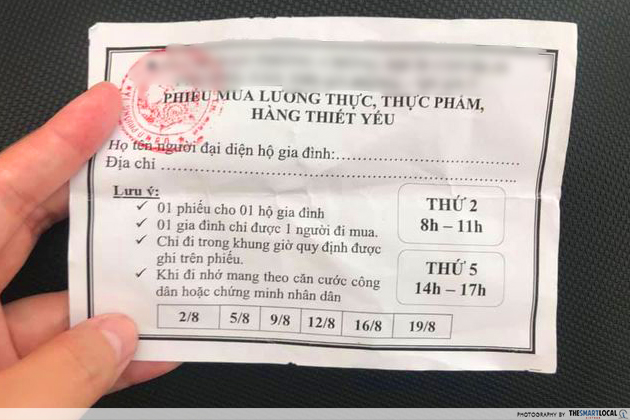 PHIẾU MUA LƯƠNG THỰC, THỰC PHẨM,
HÀNG THIẾT YẾU
Họ tên người đại diện hộ gia đình:
Địa chỉ
Lưu ý:
✓ 01 phiếu cho 01 hộ gia đình
✓ 01 gia đình chỉ được 1 người đi mua.
✓ Chỉ đi trong khung giờ quy định được
ghi trên phiếu.
✓ Khi đi nhớ mang theo căn cước công
dân hoặc chứng minh nhân dân
THỨ 2
8h – 11h
THỨ 5
14h – 17h
2/8 5/8 9/8 12/8 16/8 19/8
POWERED BY THESMARTLOCAL